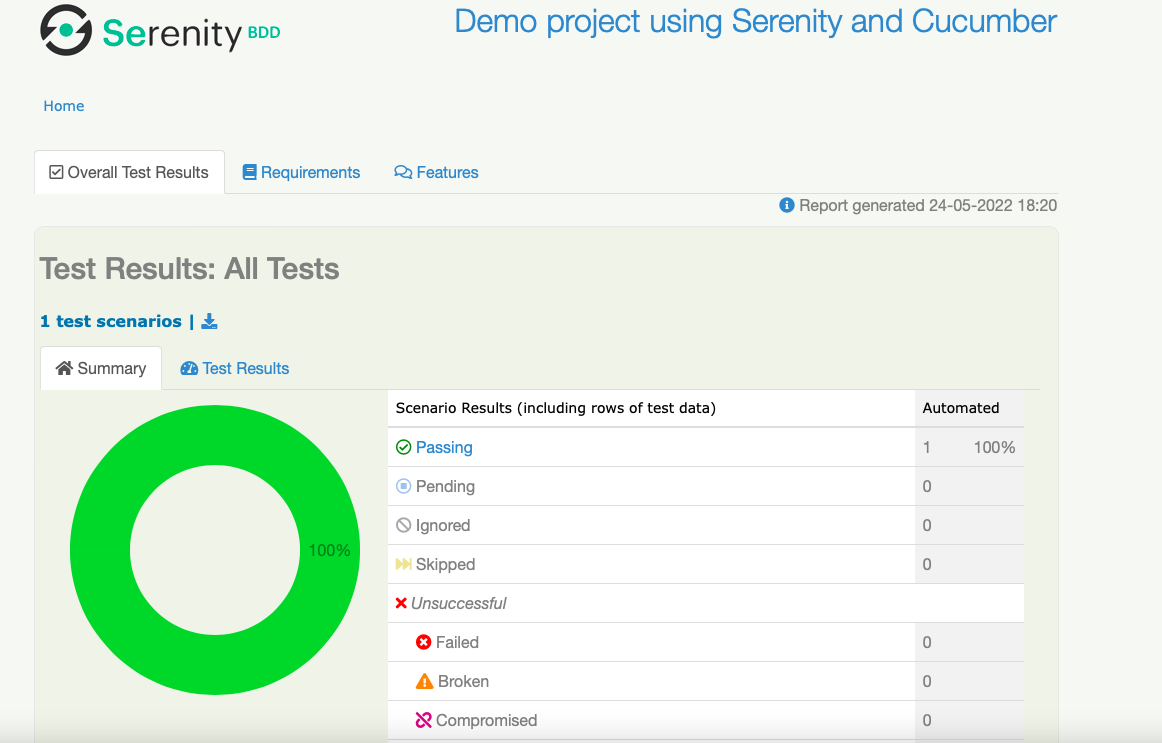 Serenity BDD
Demo project using Serenity and Cucumber
Home
Overall Test Results
Requirements
Features
Report generated 24-05-2022 18:20
Test Results: All Tests
1 test scenarios |
Summary
Test Results
100%
Scenario Results (including rows of test data) Automated
Passing 1 100%
Pending 0
Ignored 0
Skipped 0
Unsuccessful
Failed 0
Broken 0
Compromised 0